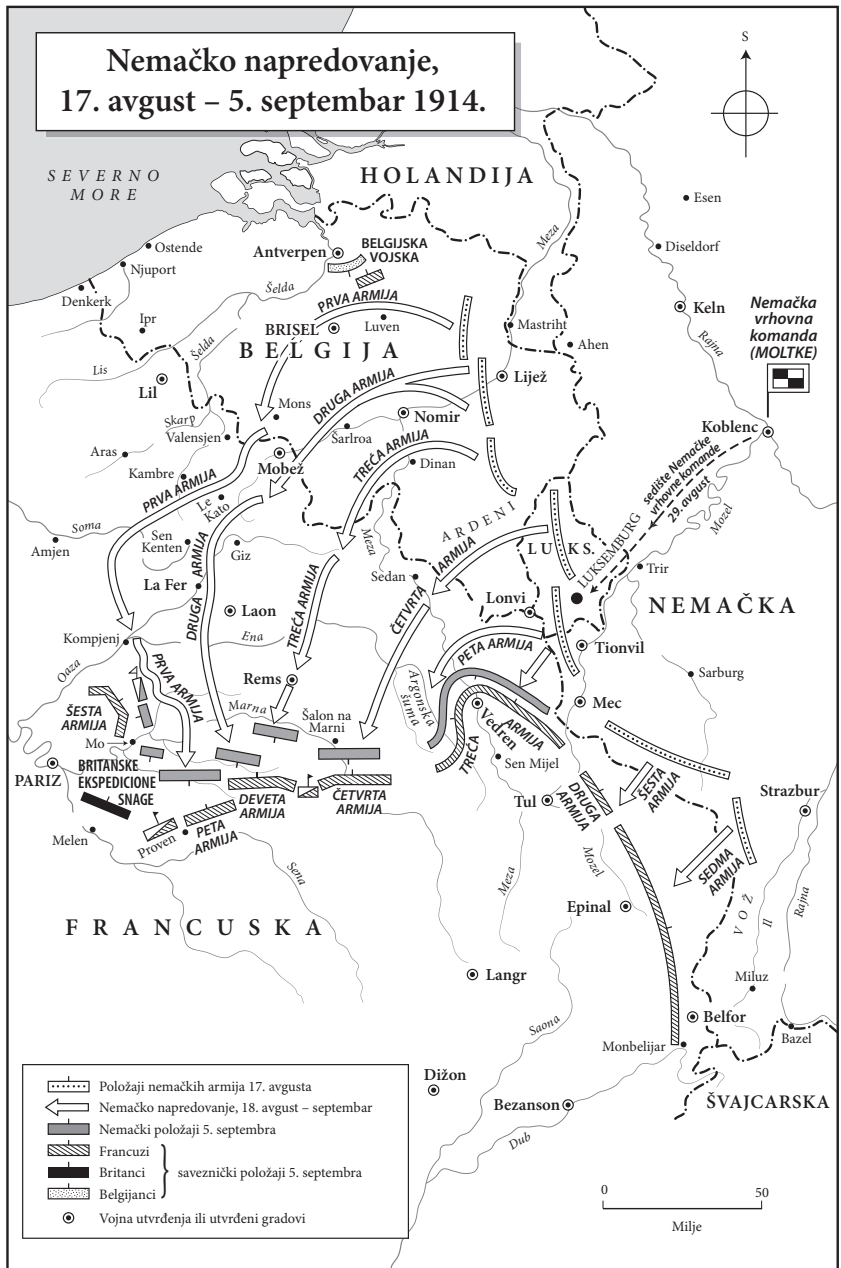 Nemačko napredovanje,
17. avgust – 5. septembar 1914.
S
SEVERNO
MORE
HOLANDIJA
Esen
Meza
Ostende
Antverpen
BELGIJSKA
VOJSKA
Diseldorf
Njuport
Denkerk
Šelda
PRVA ARMIJA
Keln
Nemačka
vrhovna
komanda
(MOLTKE)
Ipr
BRISEL
Luven
Mastriht
Rajna
Šelda
BELGIJA
Ahen
Lis
Lil
DRUGA ARMIJA
Lijež
Mons
Nomir
Skarp
Valensjen
Šarlroa
Koblenc
Aras
Mobež
TREĆA ARMIJA
Dinan
Kambre
PRVA ARMIJA
Le
Kato
sedište Nemačke
vrhovne komande
29. avgust
Mozel
Soma
Amjen
Sen
Kenten
Giz
Meza
ARDENI
LUKS.
LUKSEMBURG
Sedan
ČETVRTA ARMIJA
Trir
La Fer
DRUGA ARMIJA
Laon
TREĆA ARMIJA
Lonvi
NEMAČKA
Kompjenj
Ena
PETA ARMIJA
Tionvil
Oaza
PRVA ARMIJA
Rems
Argonska
šuma
Sarburg
ŠESTA
ARMIJA
Marna
Šalon na
Marni
Vedren
Mec
Mo
TREĆA ARMIJA
Sen Mijel
PARIZ
BRITANSKE
EKSPEDICIONE
SNAGE
DEVETA
ARMIJA
ČETVRTA
ARMIJA
DRUGA
ARMIJA
ŠESTA
ARMIJA
Strazbur
Tul
Melen
Proven
PETA
ARMIJA
Sona
Meza
Mozel
SEDMA
ARMIJA
FRANCUSKA
Epinal
VOŽ
Il
Rajna
Langr
Miluz
Saona
Belfor
Monbelijar
Bazel
Dižon
Bezanson
ŠVAJCARSKA
Dub
Položaji nemačkih armija 17. avgusta
Nemačko napredovanje, 18. avgust – septembar
Nemački položaji 5. septembra
Francuzi
Britanci
saveznički položaji 5. septembra
Belgijanci
Vojna utvrđenja ili utvrđeni gradovi
0
50
Milje